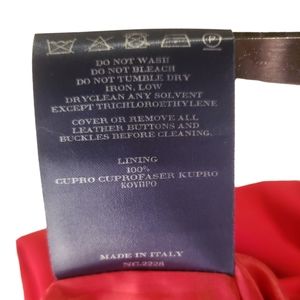 P
DO NOT WASH
DO NOT BLEACH
DO NOT TUMBLE DRY
IRON, LOW
DRYCLEAN ANY SOLVENT
EXCEPT TRICHLOROETHYLENE
COVER OR REMOVE ALL
LEATHER BUTTONS AND
BUCKLES BEFORE CLEANING.
LINING
100%
CUPRO CUPROFASER KUPRO
ΚΟΥΠΡΟ
MADE IN ITALY
NC.2228